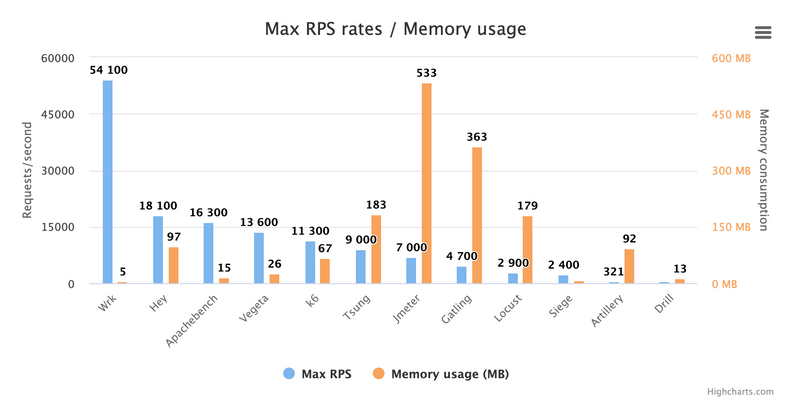 Max RPS rates / Memory usage
60000
45000
30000
15000
0
Requests/second
600 MB
450 MB
300 MB
150 MB
0 MB
Memory consumption
54 100
5
18 100
97
16 300
15
13 600
26
11 300
67
9 000
183
7 000
533
4 700
363
2 900
179
2 400
321
92
13
Wrk
Hey
Apachebench
Vegeta
k6
Tsung
Jmeter
Gatling
Locust
Siege
Artillery
Drill
Max RPS
Memory usage (MB)
Highcharts.com